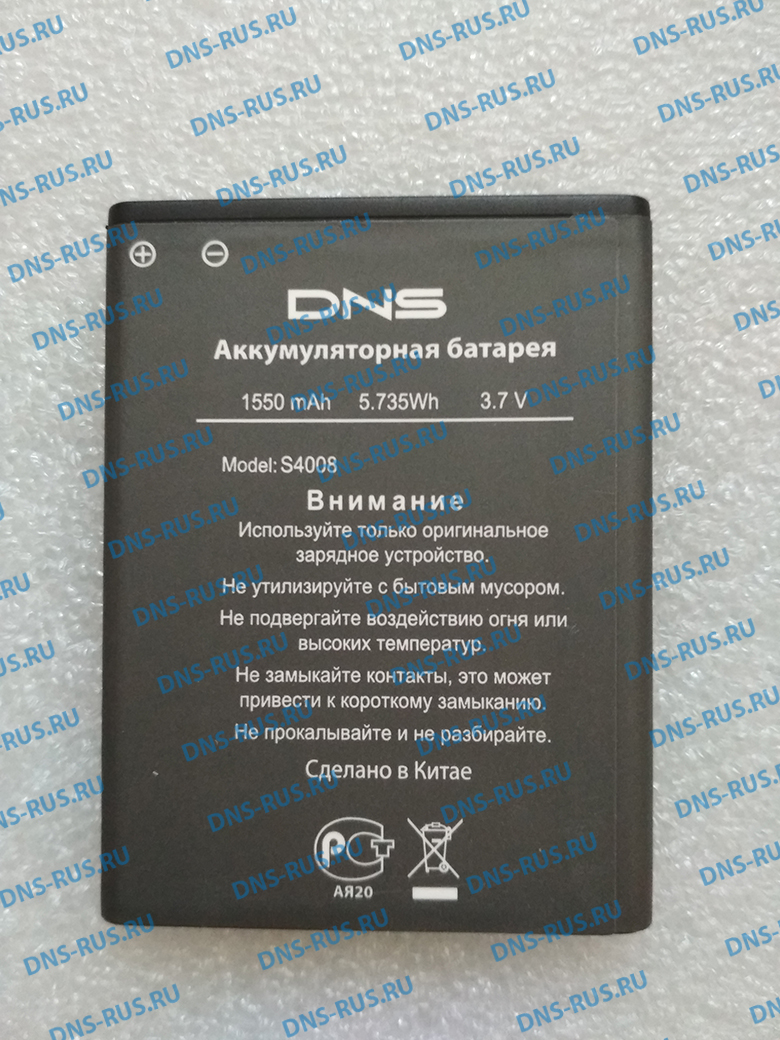 DNS
Аккумуляторная батарея
1550 mAh 5.735Wh 3.7 V
Model: S4008
Внимание
Используйте только оригинальное
зарядное устройство.
Не утилизируйте с бытовым мусором.
Не подвергайте воздействию огня или
высоких температур.
Не замыкайте контакты, это может
привести к короткому замыканию.
Не прокалывайте и не разбирайте.
Сделано в Китае
РСТ
АЯ20
DNS-RUS.RU